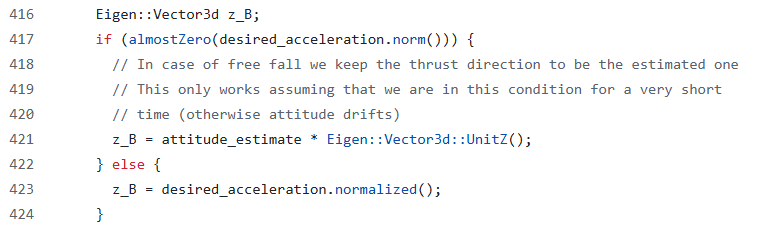 416 Eigen::Vector3d z_B;
417 if (almostZero(desired_acceleration.norm())) {
418 // In case of free fall we keep the thrust direction to be the estimated one
419 // This only works assuming that we are in this condition for a very short
420 // time (otherwise attitude drifts)
421 z_B = attitude_estimate * Eigen::Vector3d::UnitZ();
422 } else {
423 z_B = desired_acceleration.normalized();
424 }